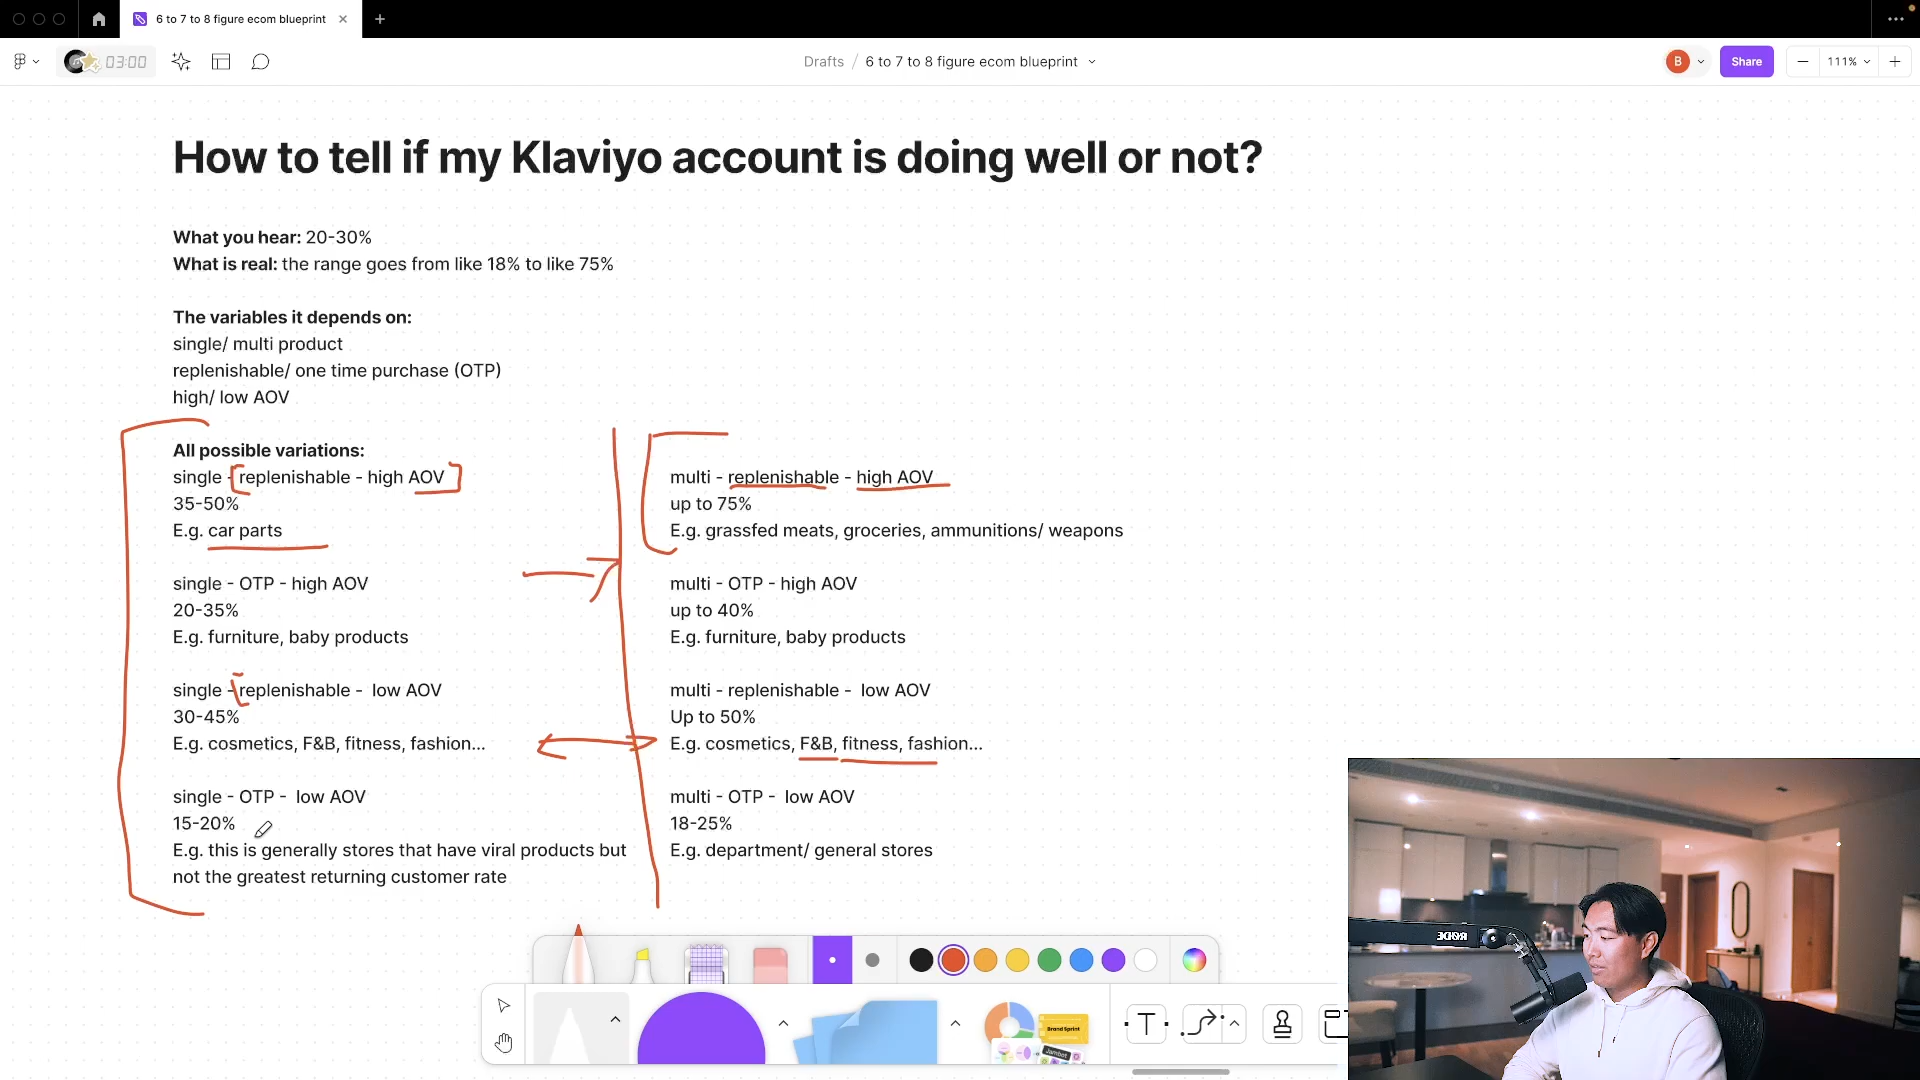 6 to 7 to 8 figure ecom blueprint
03:00
Drafts / 6 to 7 to 8 figure ecom blueprint
B
Share
111%
How to tell if my Klaviyo account is doing well or not?
What you hear: 20-30%
What is real: the range goes from like 18% to like 75%
The variables it depends on:
single/ multi product
replenishable/ one time purchase (OTP)
high/ low AOV
All possible variations:
single - replenishable - high AOV
35-50%
E.g. car parts
single - OTP - high AOV
20-35%
E.g. furniture, baby products
single - replenishable -  low AOV
30-45%
E.g. cosmetics, F&B, fitness, fashion...
single - OTP -  low AOV
15-20%
E.g. this is generally stores that have viral products but
not the greatest returning customer rate
multi - replenishable - high AOV
up to 75%
E.g. grassfed meats, groceries, ammunitions/ weapons
multi - OTP - high AOV
up to 40%
E.g. furniture, baby products
multi - replenishable -  low AOV
Up to 50%
E.g. cosmetics, F&B, fitness, fashion...
multi - OTP -  low AOV
18-25%
E.g. department/ general stores
Brand Sprint
Jambot
T
RØDE